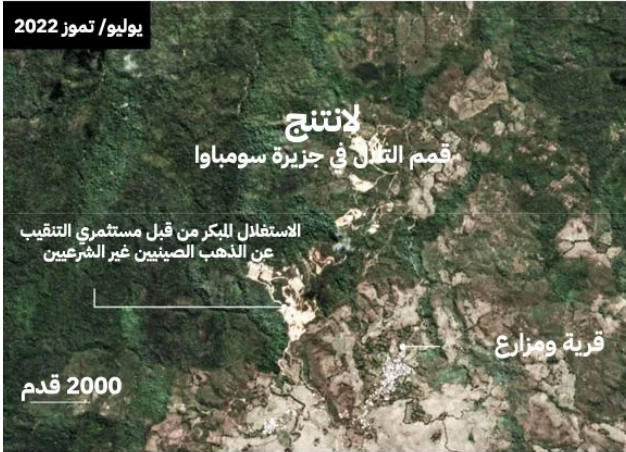 يوليو/ تموز 2022
لانتنج
قمم التلال في جزيرة سومباوا
الاستغلال المبكر من قبل مستثمري التنقيب
عن الذهب الصينيين غير الشرعيين
قرية ومزارع
2000 قدم